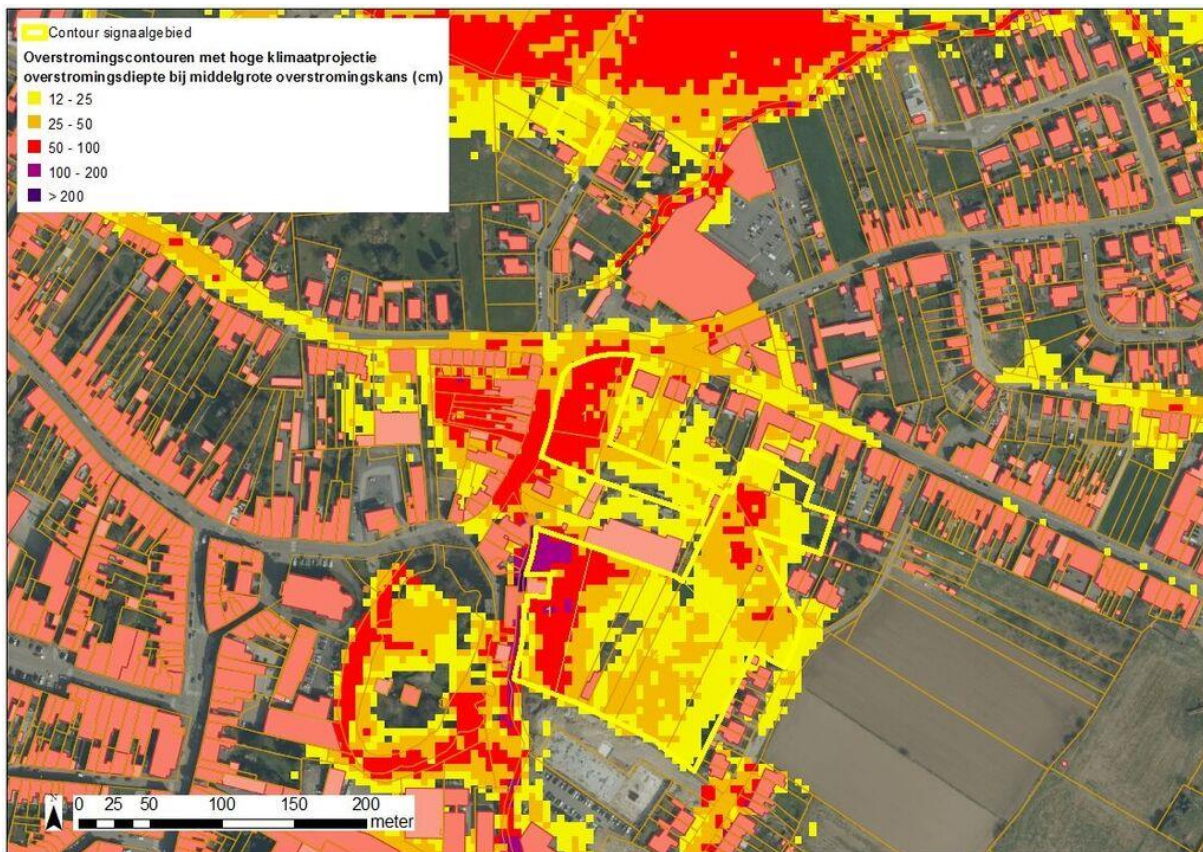 Contour signaalgebied
Overstromingscontouren met hoge klimaatprojectie
overstromingsdiepte bij middelgrote overstromingskans (cm)
12 - 25
25 - 50
50 - 100
100 - 200
> 200
0 25 50 100 150 200
meter